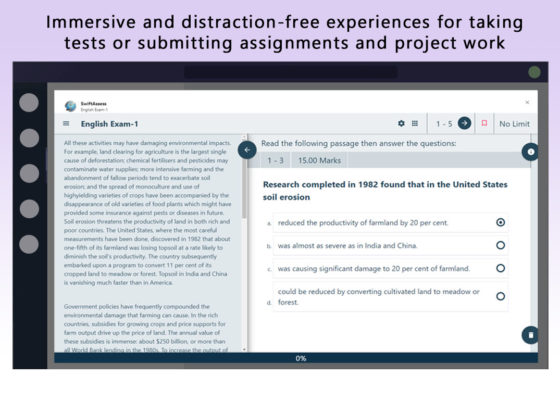 Immersive and distraction-free experiences for taking
tests or submitting assignments and project work
SwiftAssess
English Exam-1
English Exam-1
1 - 5
No Limit
All these activities may have damaging environmental impacts.
For example, land clearing for agriculture is the largest single
cause of deforestation; chemical fertilisers and pesticides may
contaminate water supplies; more intensive farming and the
abandonment of fallow periods tend to exacerbate soil
erosion; and the spread of monoculture and use of
highyielding varieties of crops have been accompanied by the
disappearance of old varieties of food plants which might have
provided some insurance against pests or diseases in future.
Soil erosion threatens the productivity of land in both rich and
poor countries. The United States, where the most careful
measurements have been done, discovered in 1982 that about
one-fifth of its farmland was losing topsoil at a rate likely to
diminish the soil's productivity. The country subsequently
embarked upon a program to convert 11 per cent of its
cropped land to meadow or forest. Topsoil in India and China
is vanishing much faster than in America.
Government policies have frequently compounded the
environmental damage that farming can cause. In the rich
countries, subsidies for growing crops and price supports for
farm output drive up the price of land. The annual value of
these subsidies is immense: about $250 billion, or more than
all World Bank lending in the 1980s. To increase the output of
Read the following passage then answer the questions:
1 - 3 15.00 Marks
Research completed in 1982 found that in the United States
soil erosion
a. reduced the productivity of farmland by 20 per cent.
b. was almost as severe as in India and China.
c. was causing significant damage to 20 per cent of farmland.
could be reduced by converting cultivated land to meadow or
d. forest.
0%